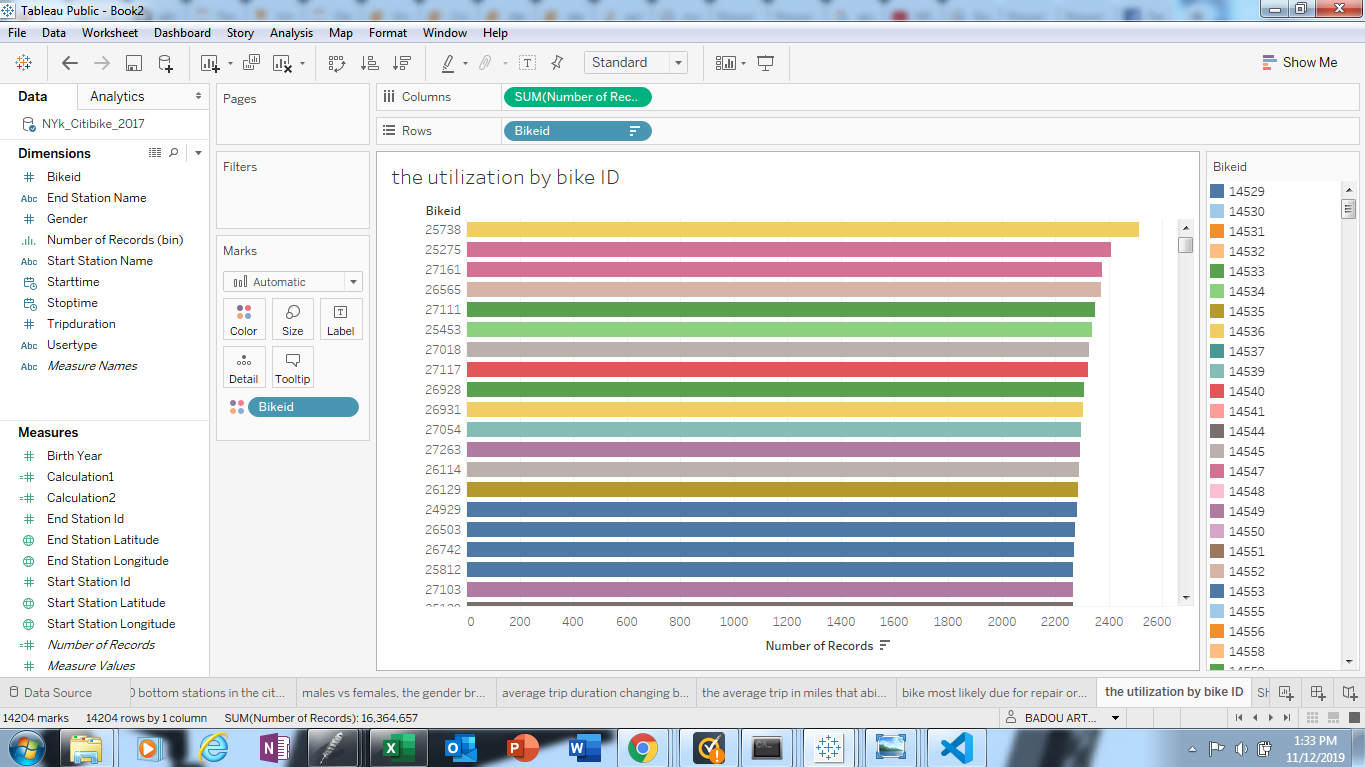 Tableau Public - Book2
File Data Worksheet Dashboard Story Analysis Map Format Window Help
Standard
Show Me
Data Analytics
NYk_Citibike_2017
Dimensions
Bikeid
End Station Name
Gender
Number of Records (bin)
Start Station Name
Starttime
Stoptime
Tripduration
Usertype
Measure Names
Measures
Birth Year
Calculation1
Calculation2
End Station Id
End Station Latitude
End Station Longitude
Start Station Id
Start Station Latitude
Start Station Longitude
Number of Records
Measure Values
Pages
Filters
Marks
Automatic
Color Size Label
Detail Tooltip
Bikeid
Columns SUM(Number of Rec..
Rows Bikeid
the utilization by bike ID
Bikeid
25738
25275
27161
26565
27111
25453
27018
27117
26928
26931
27054
27263
26114
26129
24929
26503
26742
25812
27103
0 200 400 600 800 1000 1200 1400 1600 1800 2000 2200 2400 2600
Number of Records
Bikeid
14529
14530
14531
14532
14533
14534
14535
14536
14537
14539
14540
14541
14544
14545
14547
14548
14549
14550
14551
14552
14553
14555
14556
14558
Data Source 0 bottom stations in the cit... males vs females, the gender br... average trip duration changing b... the average trip in miles that abi... bike most likely due for repair or... the utilization by bike ID Sh
14204 marks 14204 rows by 1 column SUM(Number of Records): 16,364,657 BADOU ART...
1:33 PM
11/12/2019